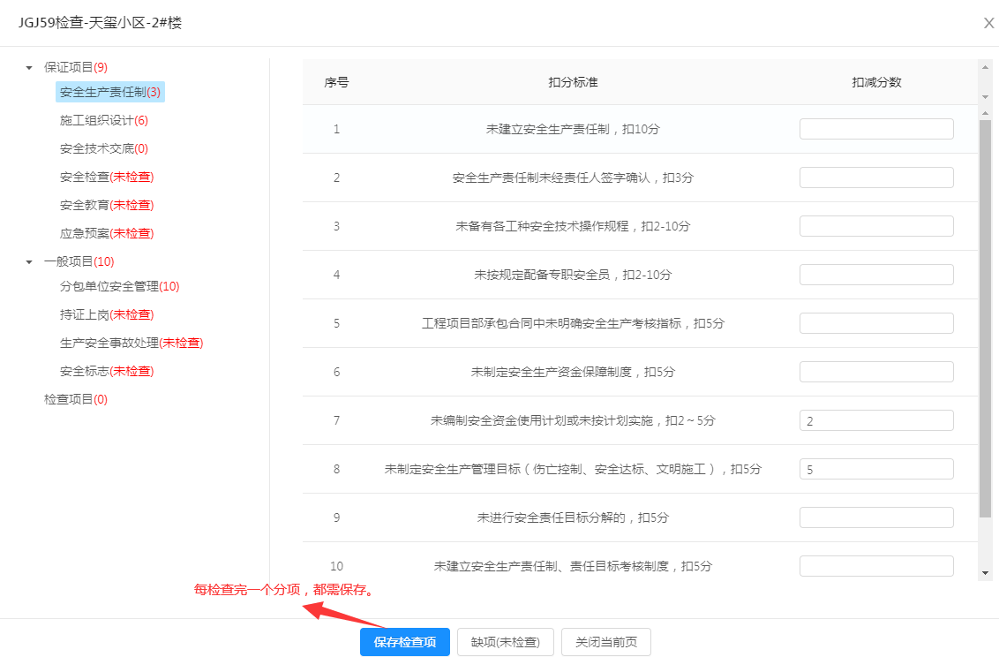 JGJ59检查-天玺小区-2#楼
X
保证项目(9)
安全生产责任制(3)
施工组织设计(6)
安全技术交底(0)
安全检查(未检查)
安全教育(未检查)
应急预案(未检查)
一般项目(10)
分包单位安全管理(10)
持证上岗(未检查)
生产安全事故处理(未检查)
安全标志(未检查)
检查项目(0)
序号 扣分标准 扣减分数
1 未建立安全生产责任制，扣10分
2 安全生产责任制未经责任人签字确认，扣3分
3 未备有各工种安全技术操作规程，扣2-10分
4 未按规定配备专职安全员，扣2-10分
5 工程项目部承包合同中未明确安全生产考核指标，扣5分
6 未制定安全生产资金保障制度，扣5分
7 未编制安全资金使用计划或未按计划实施，扣2～5分 2
8 未制定安全生产管理目标（伤亡控制、安全达标、文明施工），扣5分 5
9 未进行安全责任目标分解的，扣5分
10 未建立安全生产责任制、责任目标考核制度，扣5分
每检查完一个分项，都需保存。
保存检查项 缺项(未检查) 关闭当前页